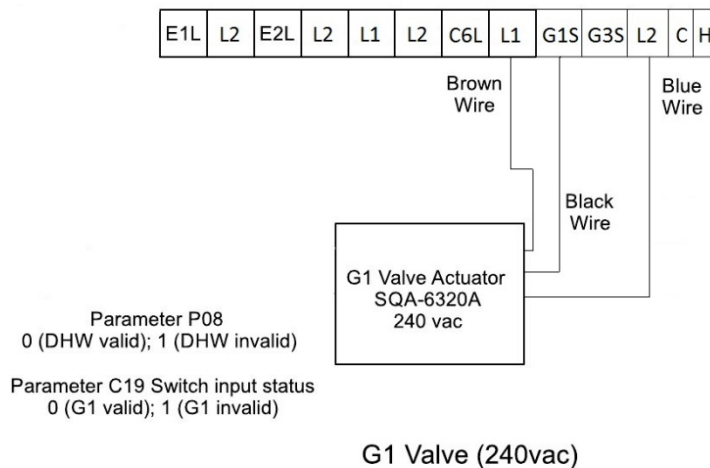 E1L L2 E2L L2 L1 L2 C6L L1 G1S G3S L2 C H
Brown
Wire
Blue
Wire
Black
Wire
G1 Valve Actuator
SQA-6320A
240 vac
Parameter P08
0 (DHW valid); 1 (DHW invalid)
Parameter C19 Switch input status
0 (G1 valid); 1 (G1 invalid)
G1 Valve (240vac)